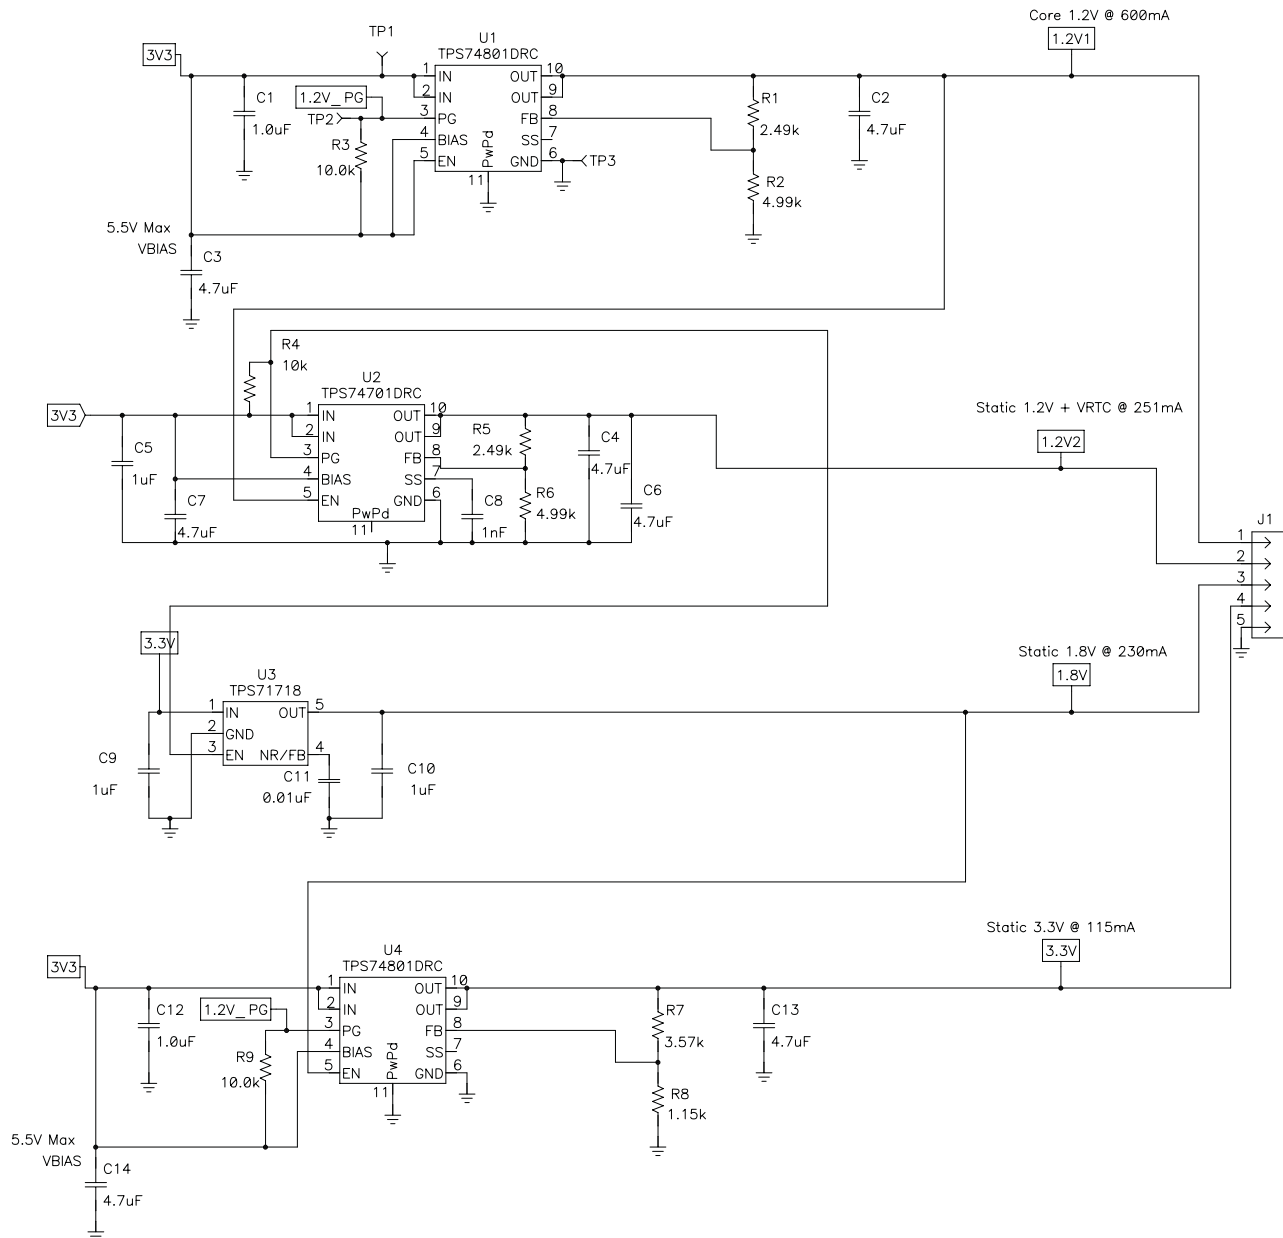 Core 1.2V @ 600mA
1.2V1
3V3
TP1
U1
TPS74801DRC
1 IN OUT 10
2 IN OUT 9
3 PG FB 8
4 BIAS SS 7
5 EN GND 6
PwPd
11
C1
1.0uF
1.2V_PG
TP2
R3
10.0k
TP3
R1
2.49k
R2
4.99k
C2
4.7uF
5.5V Max
VBIAS
C3
4.7uF
R4
10k
U2
TPS74701DRC
3V3
1 IN OUT 10
2 IN OUT 9
3 PG FB 8
4 BIAS SS 7
5 EN GND 6
PwPd
11
C5
1uF
C7
4.7uF
R5
2.49k
R6
4.99k
C8
1nF
C4
4.7uF
C6
4.7uF
Static 1.2V + VRTC @ 251mA
1.2V2
J1
1
2
3
4
5
3.3V
U3
TPS71718
1 IN OUT 5
2 GND
3 EN NR/FB 4
C9
1uF
C11
0.01uF
C10
1uF
Static 1.8V @ 230mA
1.8V
Static 3.3V @ 115mA
3.3V
3V3
U4
TPS74801DRC
1 IN OUT 10
2 IN OUT 9
3 PG FB 8
4 BIAS SS 7
5 EN GND 6
PwPd
11
C12
1.0uF
1.2V_PG
R9
10.0k
R7
3.57k
R8
1.15k
C13
4.7uF
5.5V Max
VBIAS
C14
4.7uF